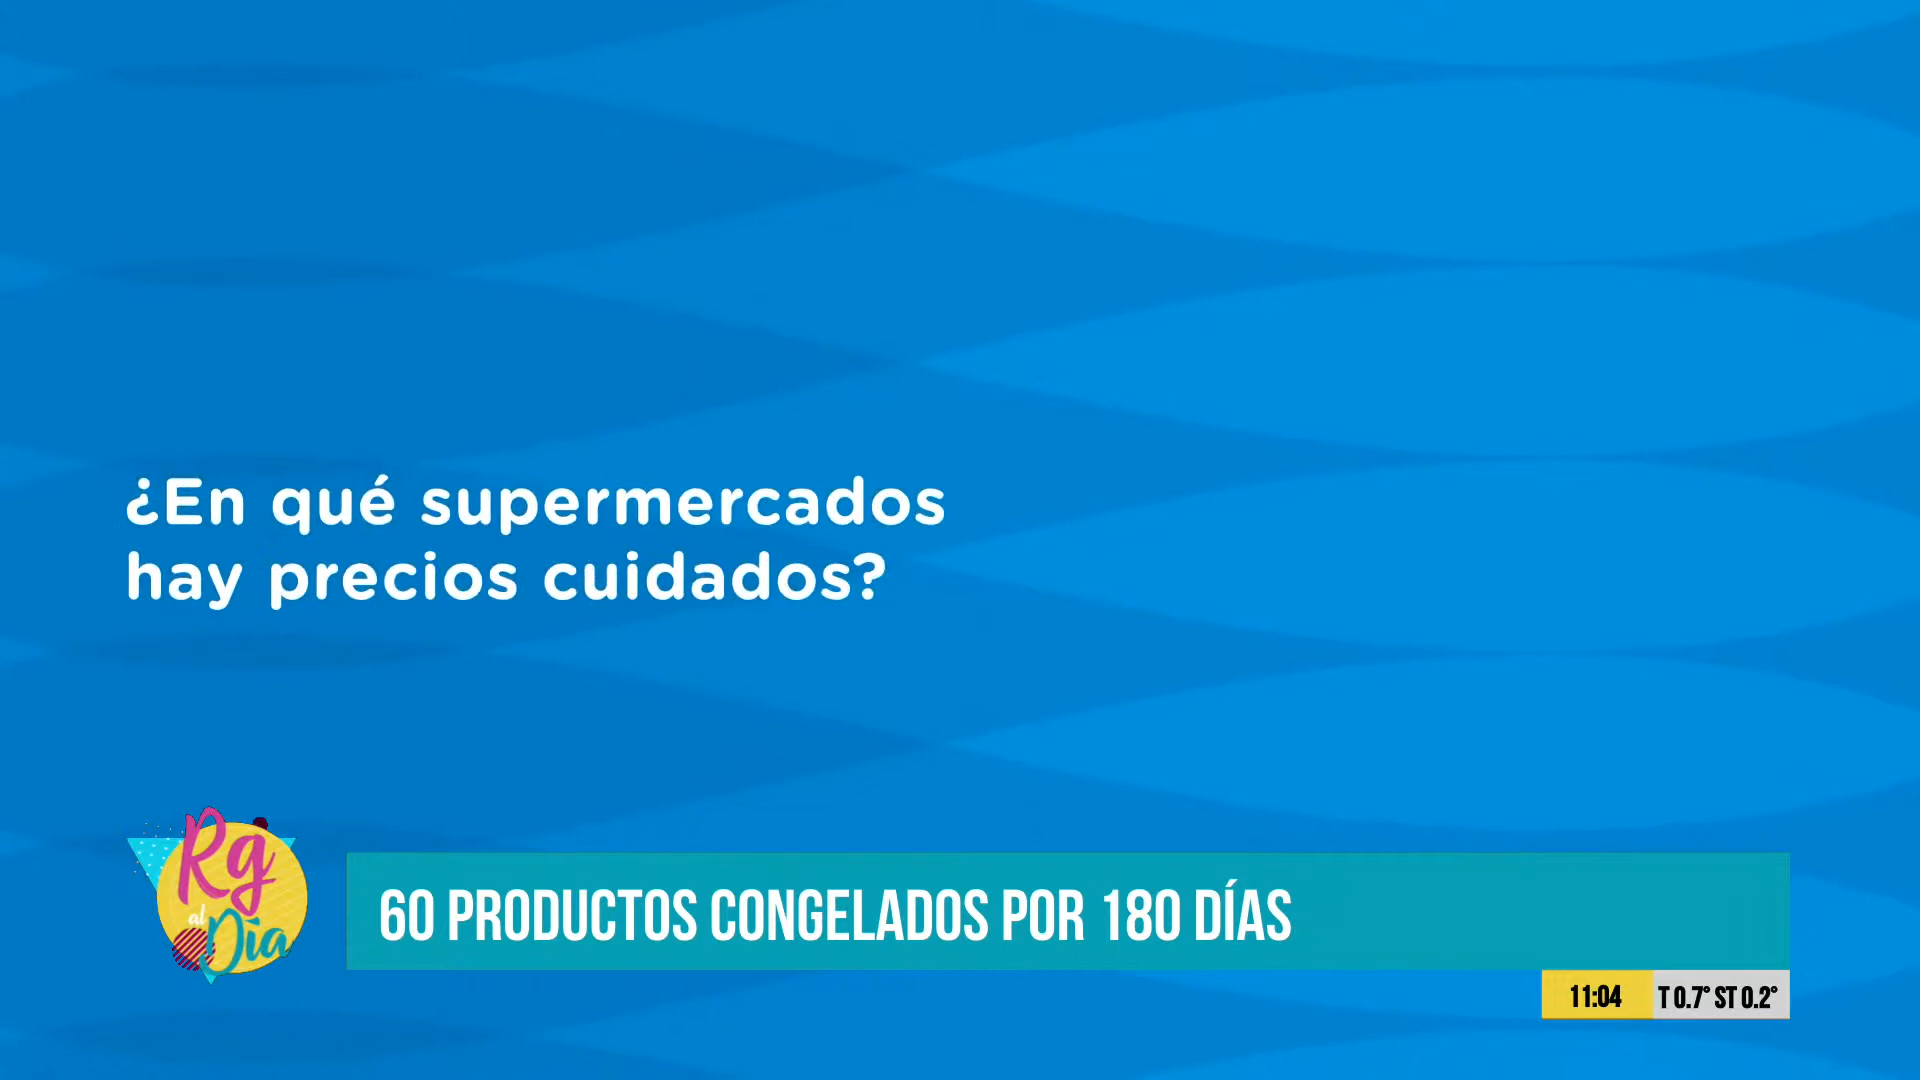 ¿En qué supermercados
hay precios cuidados?
Rg
al
Día
60 PRODUCTOS CONGELADOS POR 180 DÍAS
11:04 T 0.7° ST 0.2°